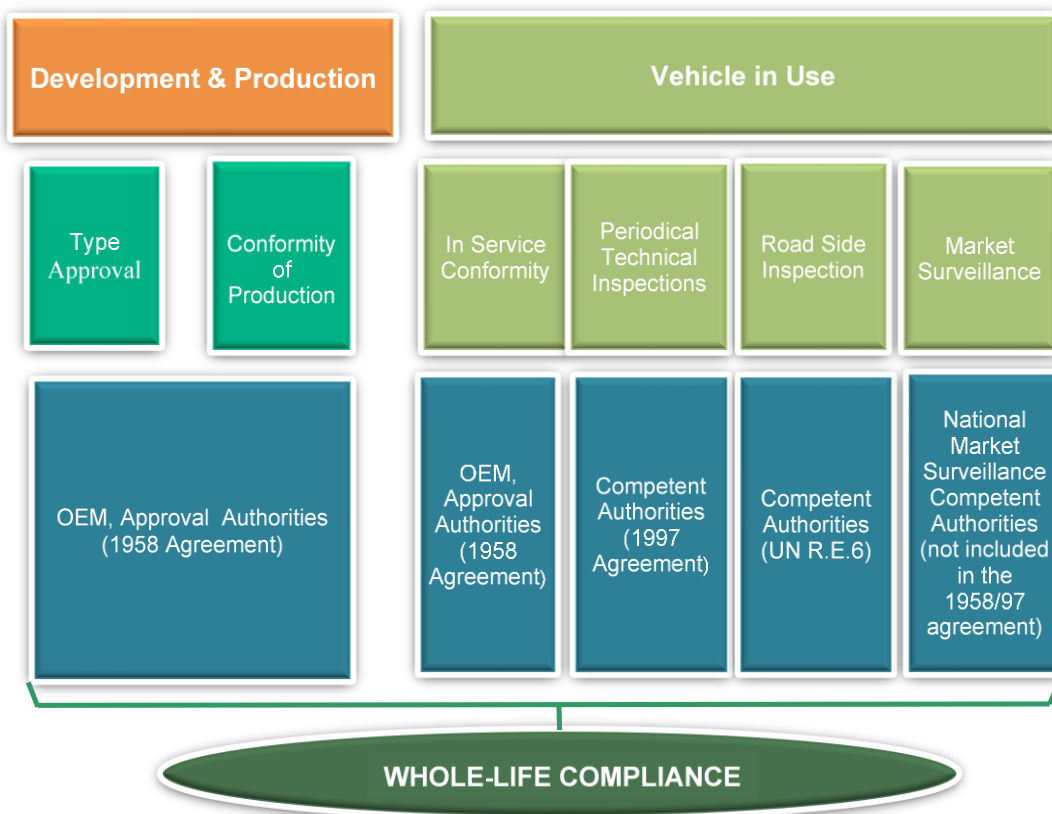 Development & Production
Vehicle in Use
Type
Approval
Conformity
of
Production
In Service
Conformity
Periodical
Technical
Inspections
Road Side
Inspection
Market
Surveillance
OEM, Approval Authorities
(1958 Agreement)
OEM,
Approval
Authorities
(1958
Agreement)
Competent
Authorities
(1997
Agreement)
Competent
Authorities
(UN R.E.6)
National
Market
Surveillance
Competent
Authorities
(not included
in the
1958/97
agreement)
WHOLE-LIFE COMPLIANCE